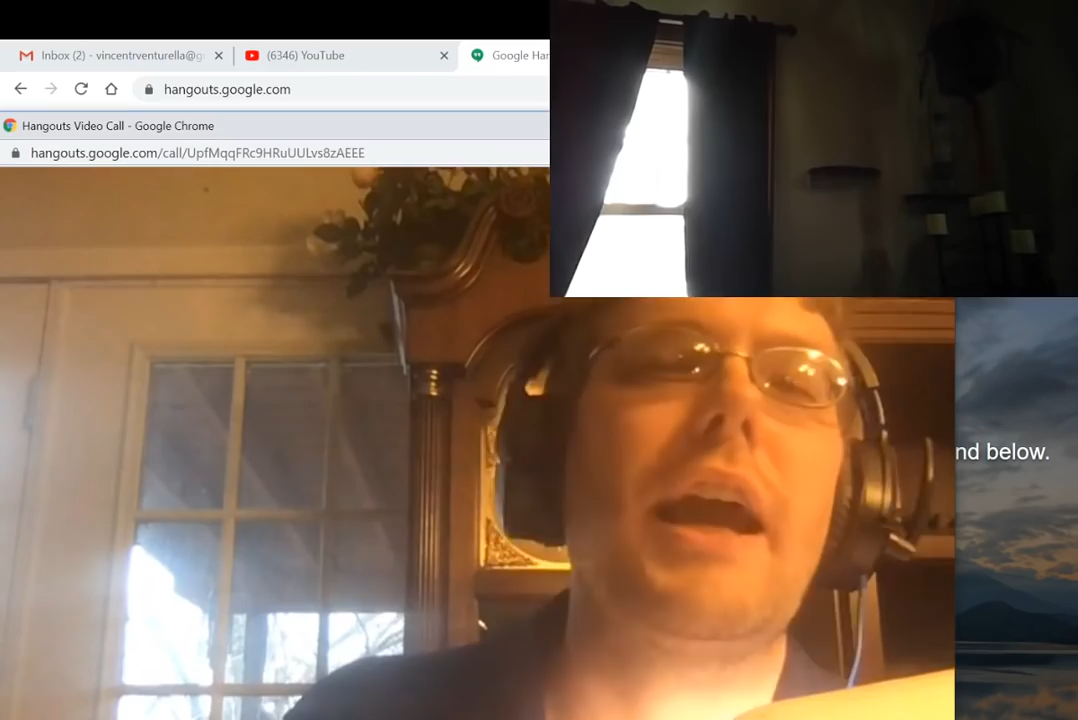 Inbox (2) - vincentrventurella@g
(6346) YouTube
Google Han
hangouts.google.com
Hangouts Video Call - Google Chrome
hangouts.google.com/call/UpfMqqFRc9HRuUULvs8zAEEE
nd below.